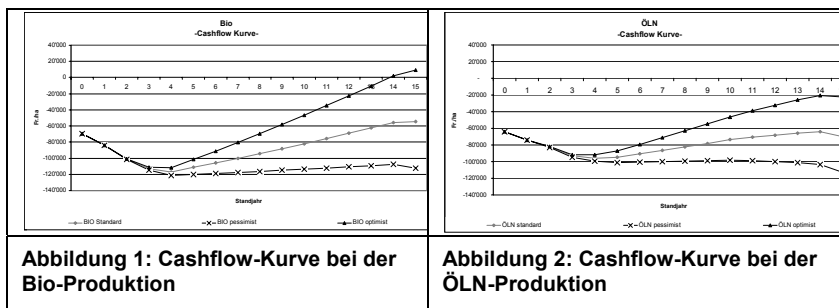 Bio
-Cashflow Kurve-
40'000
20'000
0
-20'000
-40'000
-60'000
-80'000
-100'000
-120'000
-140'000
Fr./ha
0 1 2 3 4 5 6 7 8 9 10 11 12 13 14 15
Standjahr
BIO Standard BIO pessimist BIO optimist
ÖLN
-Cashflow Kurve-
40'000
20'000
-
-20'000
-40'000
-60'000
-80'000
-100'000
-120'000
-140'000
Fr./ha
0 1 2 3 4 5 6 7 8 9 10 11 12 13 14
Standjahr
ÖLN standard ÖLN pessimist ÖLN optimist
Abbildung 1: Cashflow-Kurve bei der
Bio-Produktion
Abbildung 2: Cashflow-Kurve bei der
ÖLN-Produktion